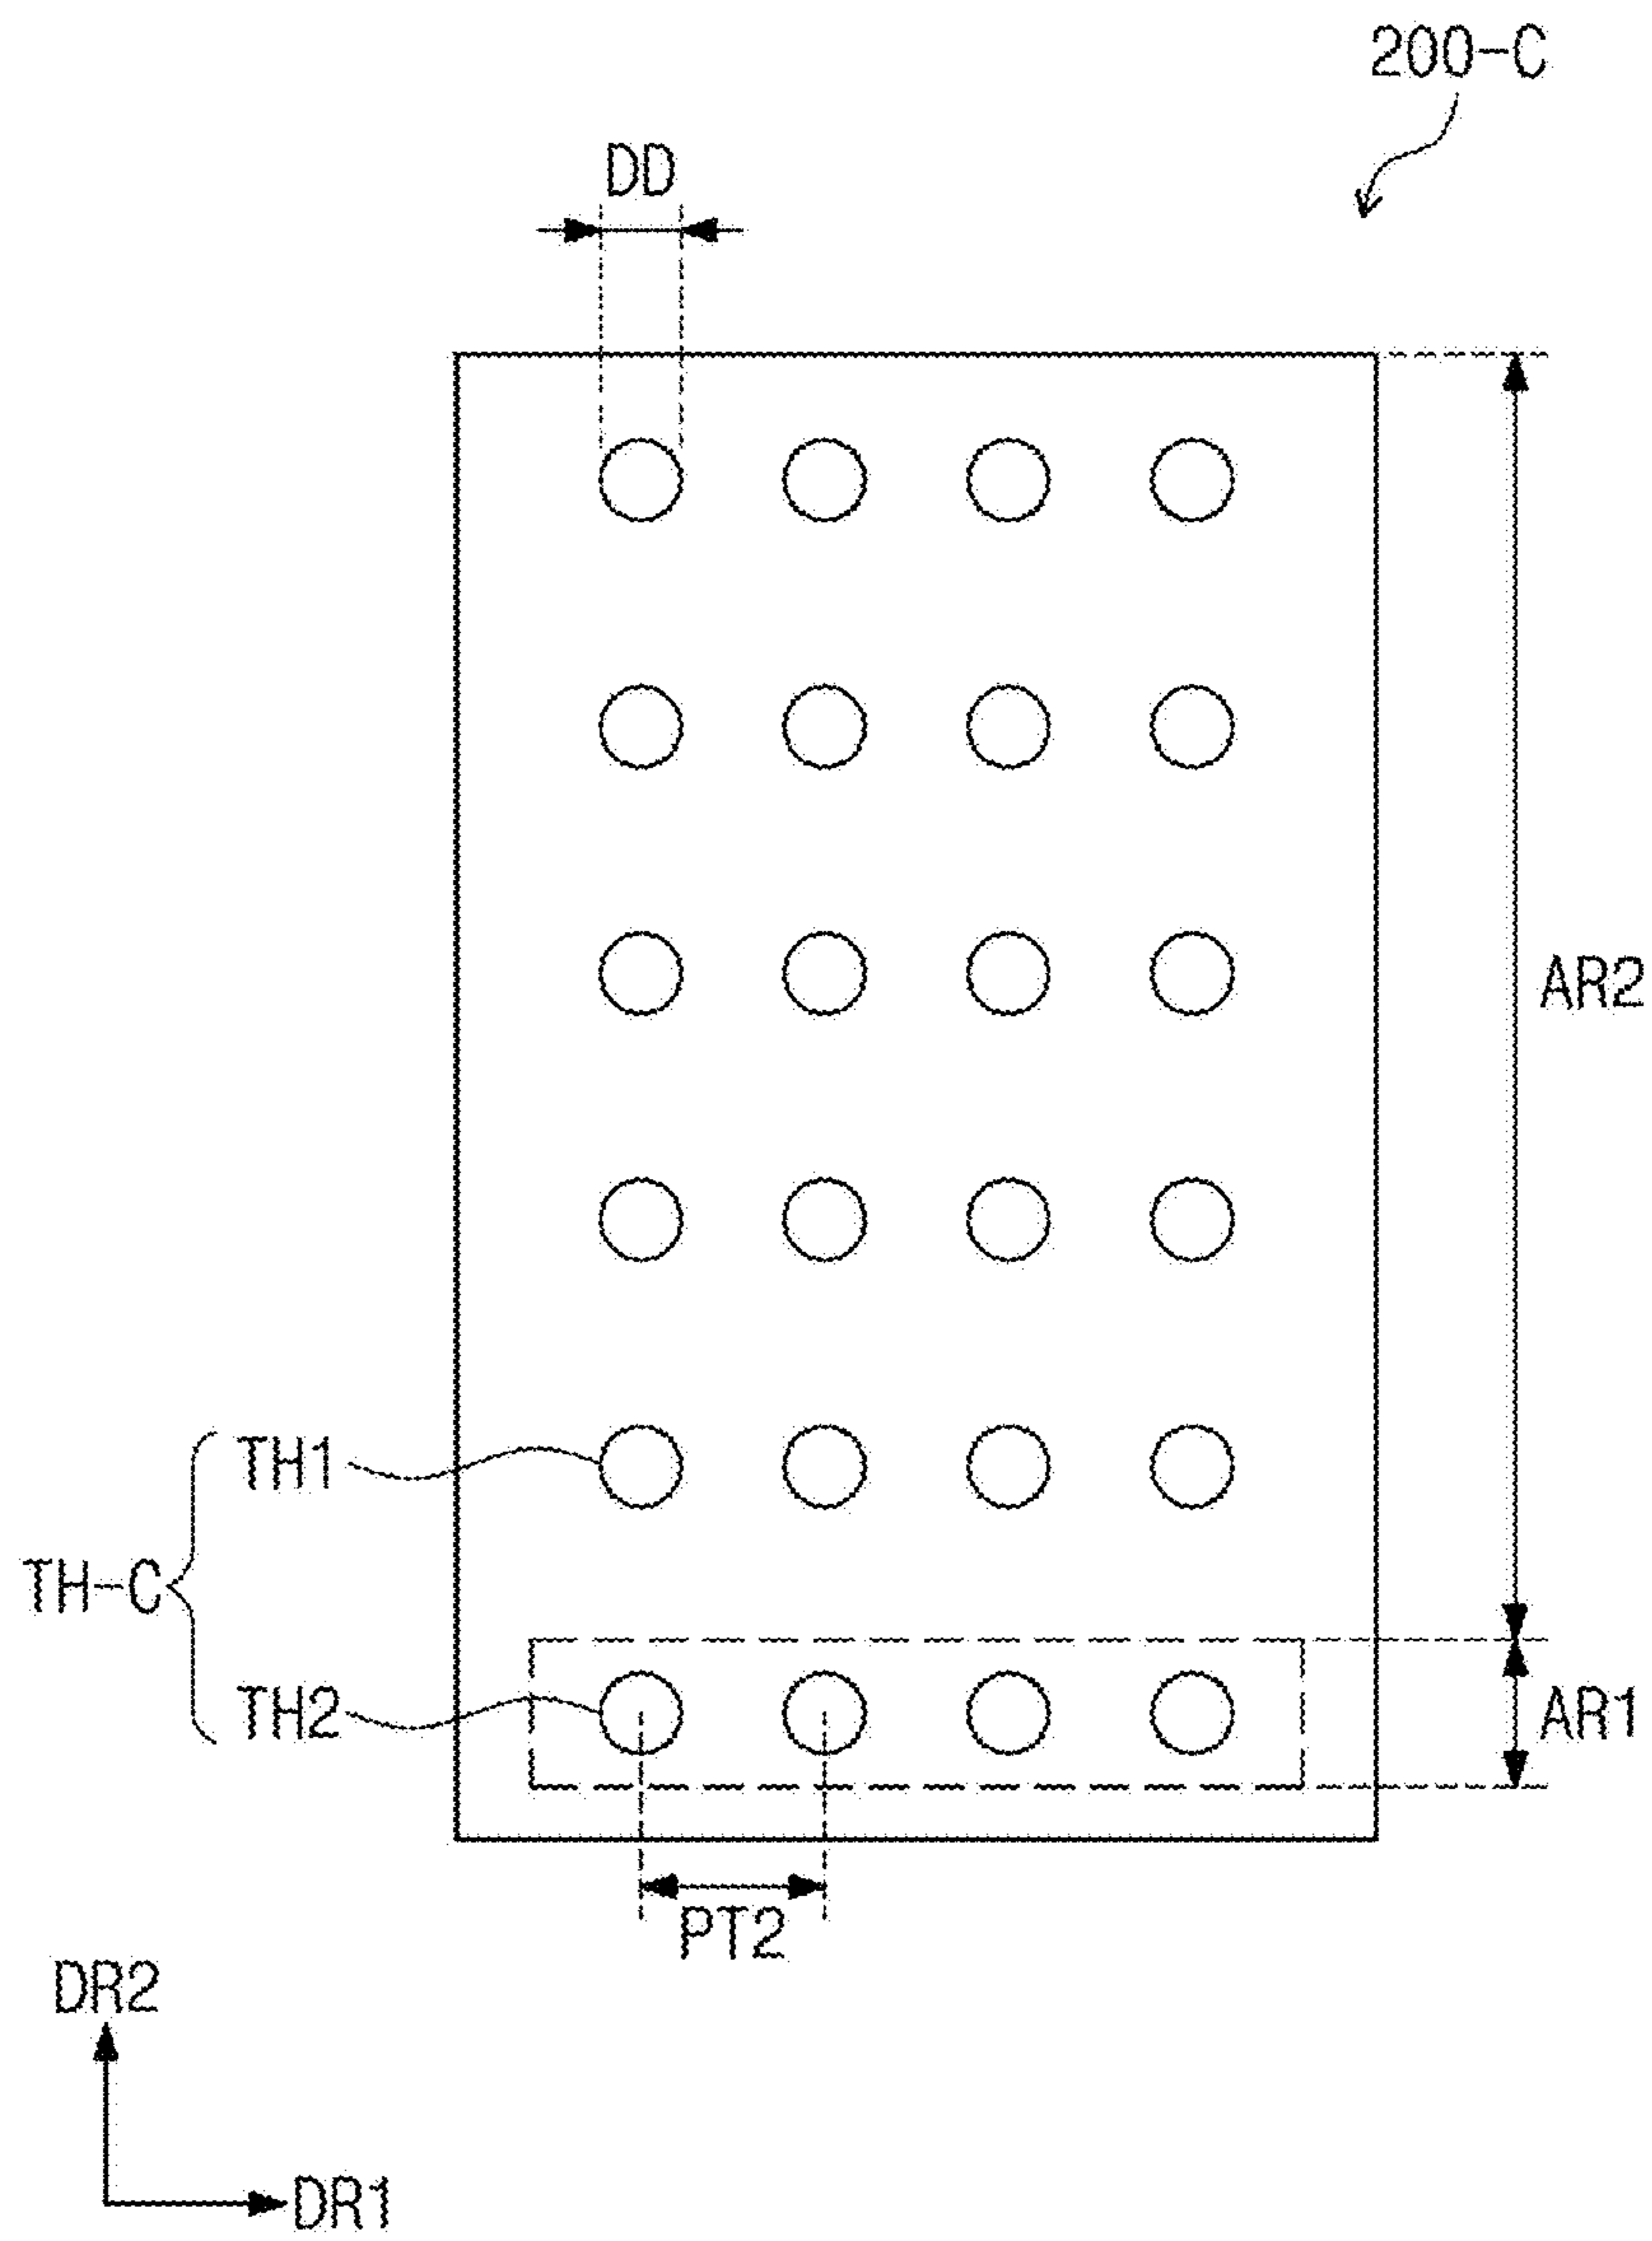 200-C
DD
AR2
TH1
TH-C
TH2
AR1
PT2
DR2
DR1